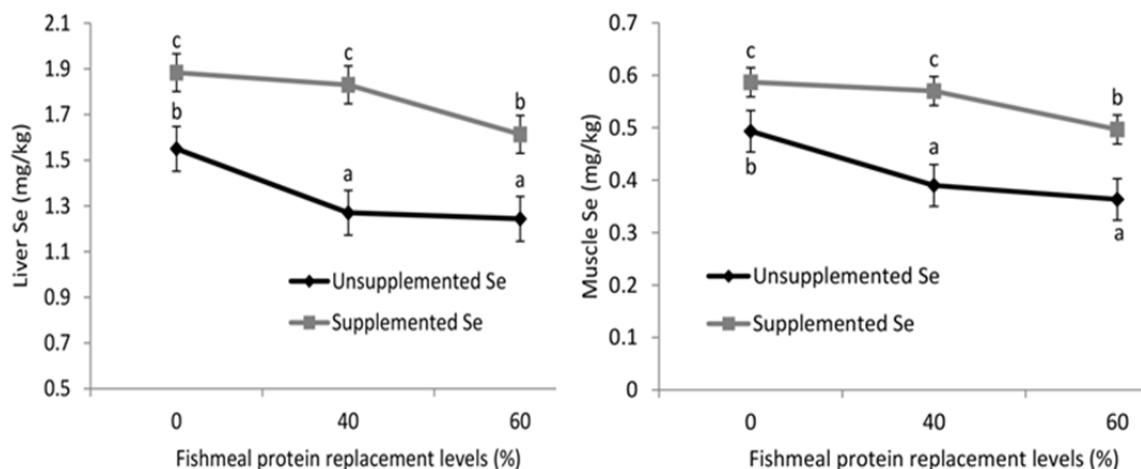 2.1
1.9
1.7
1.5
1.3
1.1
0.9
0.7
0.5
Liver Se (mg/kg)
c
c
b
b
a
a
Unsupplemented Se
Supplemented Se
0
40
60
Fishmeal protein replacement levels (%)
0.7
0.6
0.5
0.4
0.3
0.2
0.1
0
Muscle Se (mg/kg)
c
c
b
b
a
a
Unsupplemented Se
Supplemented Se
0
40
60
Fishmeal protein replacement levels (%)